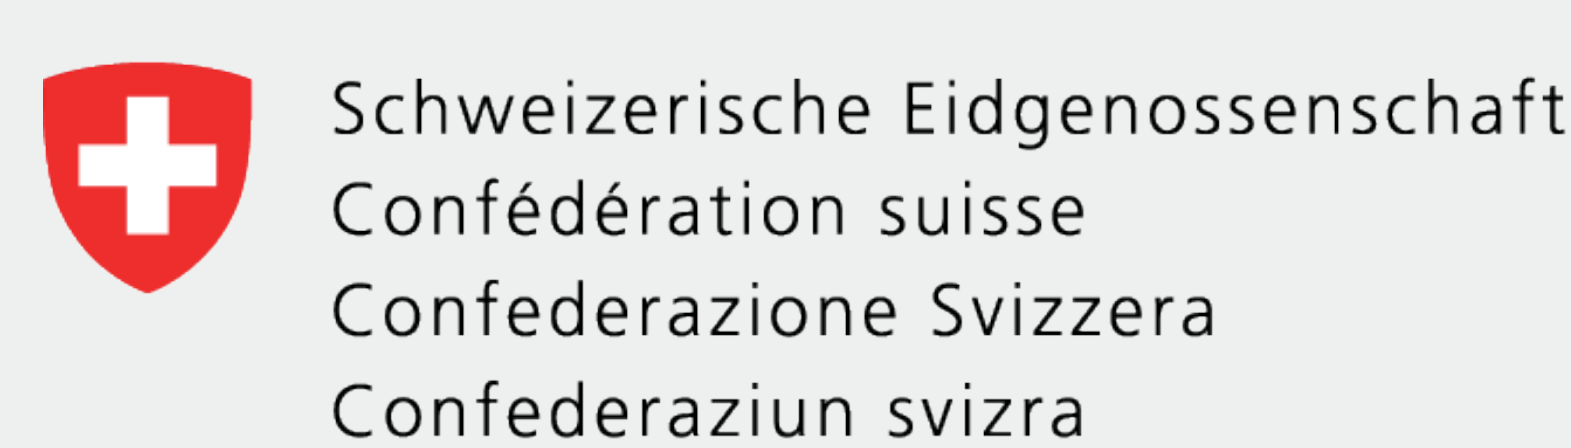 Schweizerische Eidgenossenschaft
Confédération suisse
Confederazione Svizzera
Confederaziun svizra